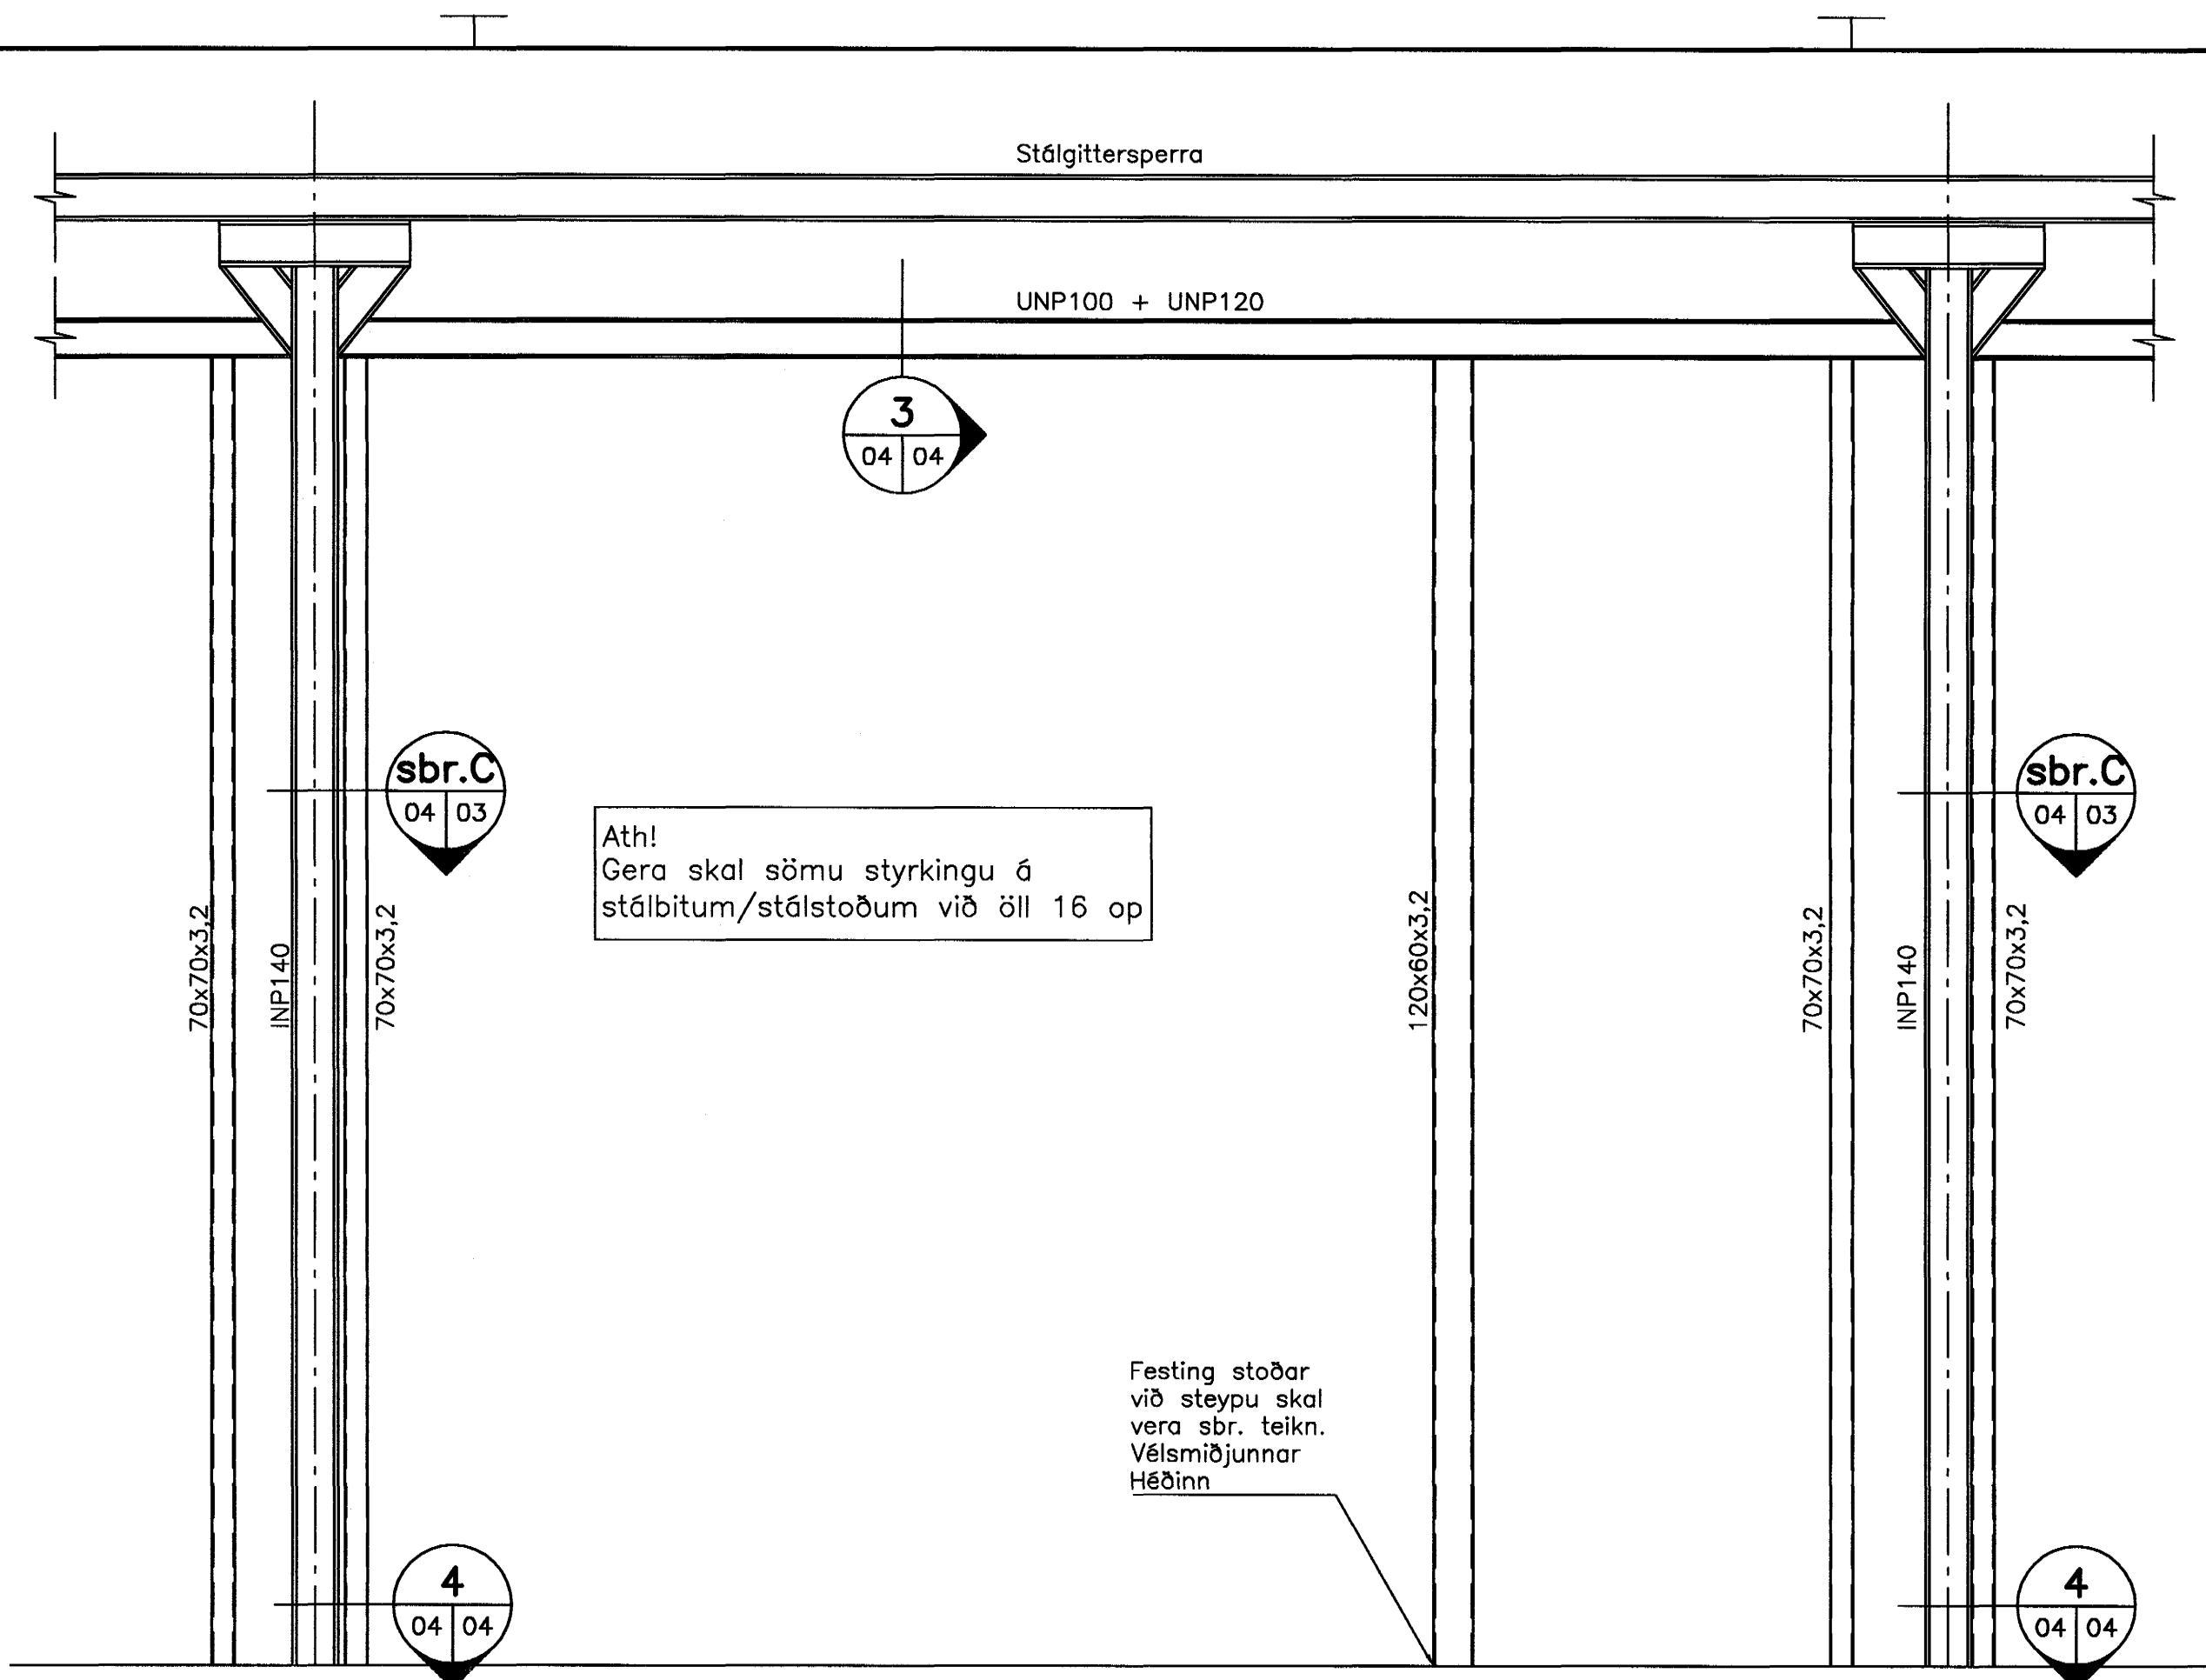 Stálgittersperra
UNP100 + UNP120
3
04 04
sbr.C
04 03
sbr.C
04 03
Ath!
Gera skal sömu styrkingu á
stálbitum/stálstoðum við öll 16 op
70x70x3,2
INP140
70x70x3,2
120x60x3,2
70x70x3,2
INP140
70x70x3,2
Festing stoðar
við steypu skal
vera sbr. teikn.
Vélsmiðjunnar
Héðinn
4
04 04
4
04 04